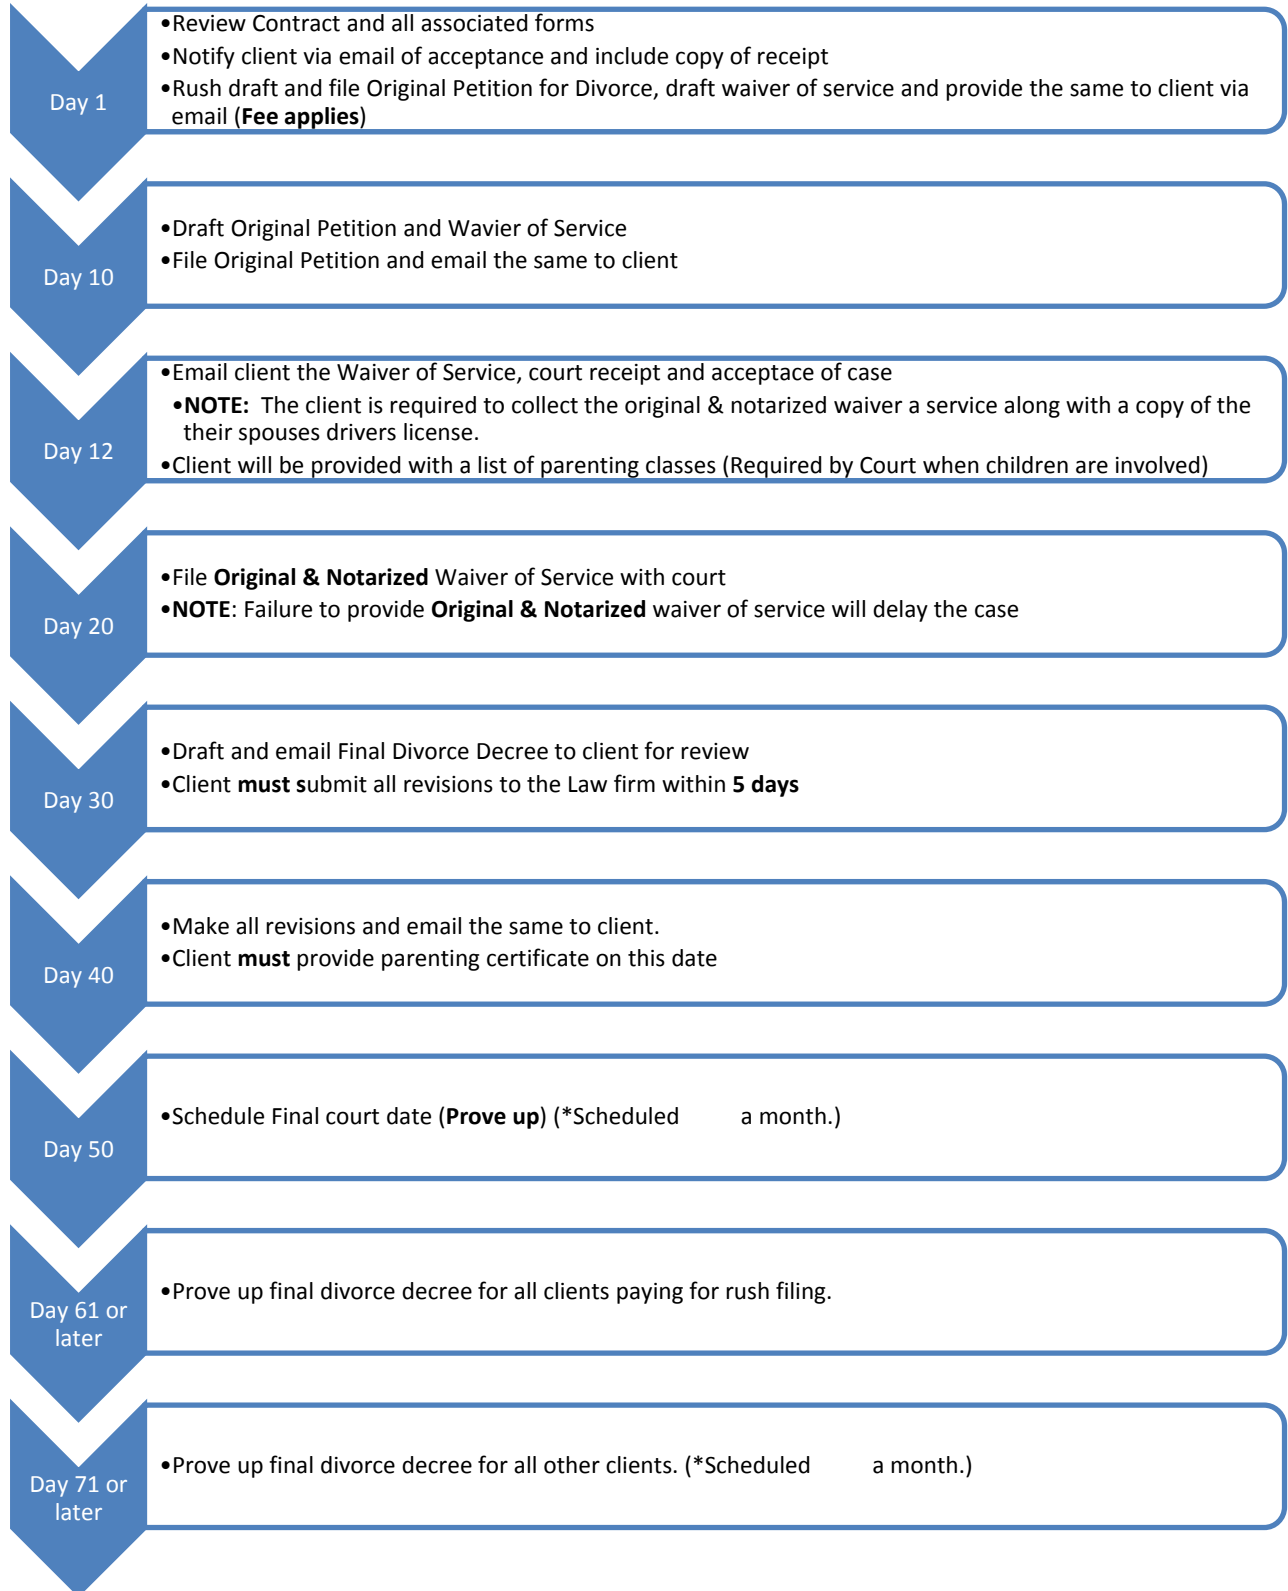 Day 1
•Review Contract and all associated forms
•Notify client via email of acceptance and include copy of receipt
•Rush draft and file Original Petition for Divorce, draft waiver of service and provide the same to client via
email (Fee applies)
Day 10
•Draft Original Petition and Wavier of Service
•File Original Petition and email the same to client
Day 12
•Email client the Waiver of Service, court receipt and acceptace of case
•NOTE: The client is required to collect the original & notarized waiver a service along with a copy of the
their spouses drivers license.
•Client will be provided with a list of parenting classes (Required by Court when children are involved)
Day 20
•File Original & Notarized Waiver of Service with court
•NOTE: Failure to provide Original & Notarized waiver of service will delay the case
Day 30
•Draft and email Final Divorce Decree to client for review
•Client must submit all revisions to the Law firm within 5 days
Day 40
•Make all revisions and email the same to client.
•Client must provide parenting certificate on this date
Day 50
•Schedule Final court date (Prove up) (*Scheduled a month.)
Day 61 or
later
•Prove up final divorce decree for all clients paying for rush filing.
Day 71 or
later
•Prove up final divorce decree for all other clients. (*Scheduled a month.)